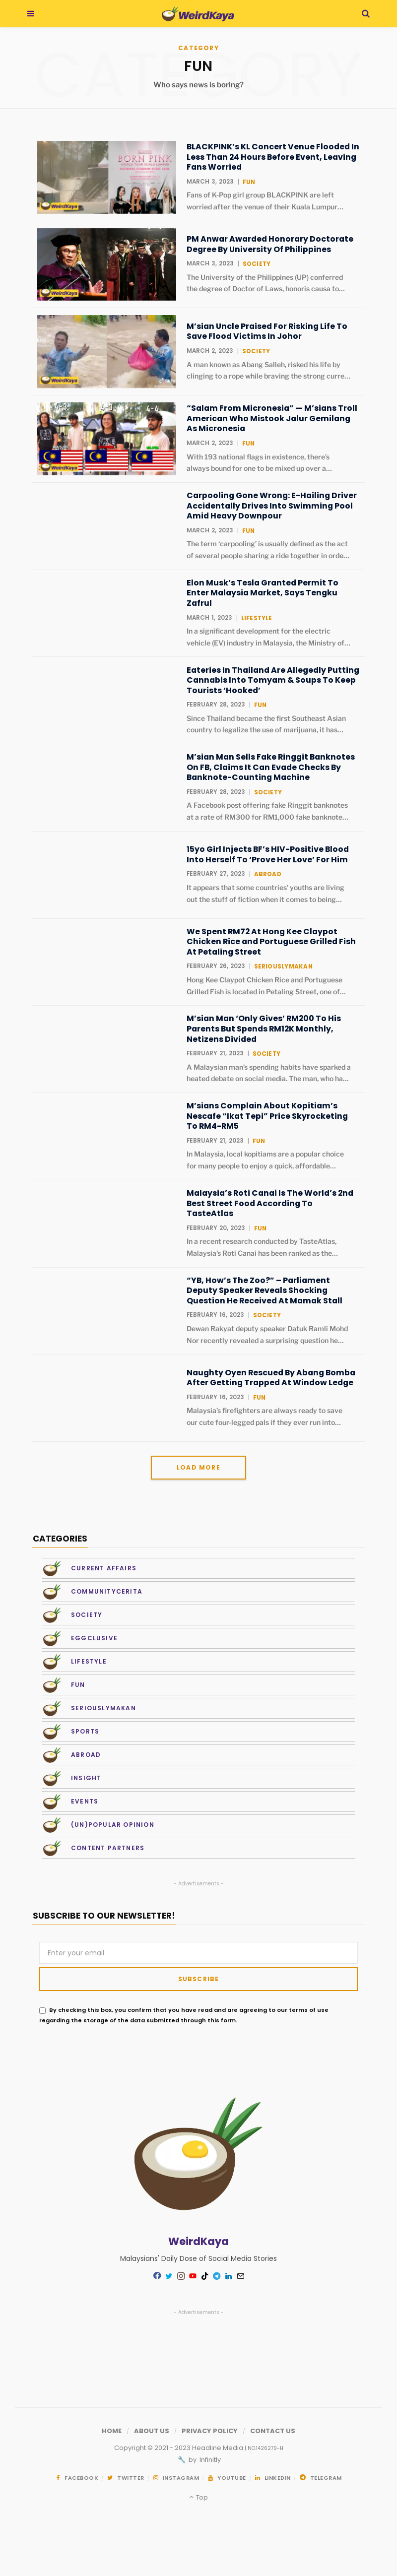 WeirdKaya
CATEGORY
CATEGORY
FUN
Who says news is boring?
BORN PINK
WeirdKaya
BLACKPINK's KL Concert Venue Flooded In
Less Than 24 Hours Before Event, Leaving
Fans Worried
MARCH 3, 2023 | FUN
Fans of K-Pop girl group BLACKPINK are left
worried after the venue of their Kuala Lumpur...
WeirdKaya
PM Anwar Awarded Honorary Doctorate
Degree By University Of Philippines
MARCH 3, 2023 | SOCIETY
The University of the Philippines (UP) conferred
the degree of Doctor of Laws, honoris causa to...
WeirdKaya
M'sian Uncle Praised For Risking Life To
Save Flood Victims In Johor
MARCH 2, 2023 | SOCIETY
A man known as Abang Salleh, risked his life by
clinging to a rope while braving the strong curre...
WeirdKaya
“Salam From Micronesia” — M'sians Troll
American Who Mistook Jalur Gemilang
As Micronesia
MARCH 2, 2023 | FUN
With 193 national flags in existence, there's
always bound for one to be mixed up over a...
Carpooling Gone Wrong: E-Hailing Driver
Accidentally Drives Into Swimming Pool
Amid Heavy Downpour
MARCH 2, 2023 | FUN
The term ‘carpooling’ is usually defined as the act
of several people sharing a ride together in orde...
Elon Musk's Tesla Granted Permit To
Enter Malaysia Market, Says Tengku
Zafrul
MARCH 1, 2023 | LIFESTYLE
In a significant development for the electric
vehicle (EV) industry in Malaysia, the Ministry of...
Eateries In Thailand Are Allegedly Putting
Cannabis Into Tomyam & Soups To Keep
Tourists ‘Hooked’
FEBRUARY 28, 2023 | FUN
Since Thailand became the first Southeast Asian
country to legalize the use of marijuana, it has...
M'sian Man Sells Fake Ringgit Banknotes
On FB, Claims It Can Evade Checks By
Banknote-Counting Machine
FEBRUARY 28, 2023 | SOCIETY
A Facebook post offering fake Ringgit banknotes
at a rate of RM300 for RM1,000 fake banknote...
15yo Girl Injects BF's HIV-Positive Blood
Into Herself To ‘Prove Her Love’ For Him
FEBRUARY 27, 2023 | ABROAD
It appears that some countries' youths are living
out the stuff of fiction when it comes to being...
We Spent RM72 At Hong Kee Claypot
Chicken Rice and Portuguese Grilled Fish
At Petaling Street
FEBRUARY 26, 2023 | SERIOUSLYMAKAN
Hong Kee Claypot Chicken Rice and Portuguese
Grilled Fish is located in Petaling Street, one of...
M'sian Man ‘Only Gives’ RM200 To His
Parents But Spends RM12K Monthly,
Netizens Divided
FEBRUARY 21, 2023 | SOCIETY
A Malaysian man's spending habits have sparked a
heated debate on social media. The man, who ha...
M'sians Complain About Kopitiam's
Nescafe “Ikat Tepi” Price Skyrocketing
To RM4-RM5
FEBRUARY 21, 2023 | FUN
In Malaysia, local kopitiams are a popular choice
for many people to enjoy a quick, affordable...
Malaysia's Roti Canai Is The World's 2nd
Best Street Food According To
TasteAtlas
FEBRUARY 20, 2023 | FUN
In a recent research conducted by TasteAtlas,
Malaysia's Roti Canai has been ranked as the...
“YB, How's The Zoo?” – Parliament
Deputy Speaker Reveals Shocking
Question He Received At Mamak Stall
FEBRUARY 16, 2023 | SOCIETY
Dewan Rakyat deputy speaker Datuk Ramli Mohd
Nor recently revealed a surprising question he...
Naughty Oyen Rescued By Abang Bomba
After Getting Trapped At Window Ledge
FEBRUARY 16, 2023 | FUN
Malaysia's firefighters are always ready to save
our cute four-legged pals if they ever run into...
LOAD MORE
CATEGORIES
CURRENT AFFAIRS
COMMUNITYCERITA
SOCIETY
EGGCLUSIVE
LIFESTYLE
FUN
SERIOUSLYMAKAN
SPORTS
ABROAD
INSIGHT
EVENTS
(UN)POPULAR OPINION
CONTENT PARTNERS
- Advertisements -
SUBSCRIBE TO OUR NEWSLETTER!
Enter your email
SUBSCRIBE
By checking this box, you confirm that you have read and are agreeing to our terms of use
regarding the storage of the data submitted through this form.
WeirdKaya
Malaysians' Daily Dose of Social Media Stories
- Advertisements -
HOME / ABOUT US / PRIVACY POLICY / CONTACT US
Copyright © 2021 - 2023 Headline Media | NO.1426279-H
🔧 by Infinitly
FACEBOOK / TWITTER / INSTAGRAM / YOUTUBE / LINKEDIN / TELEGRAM
Top